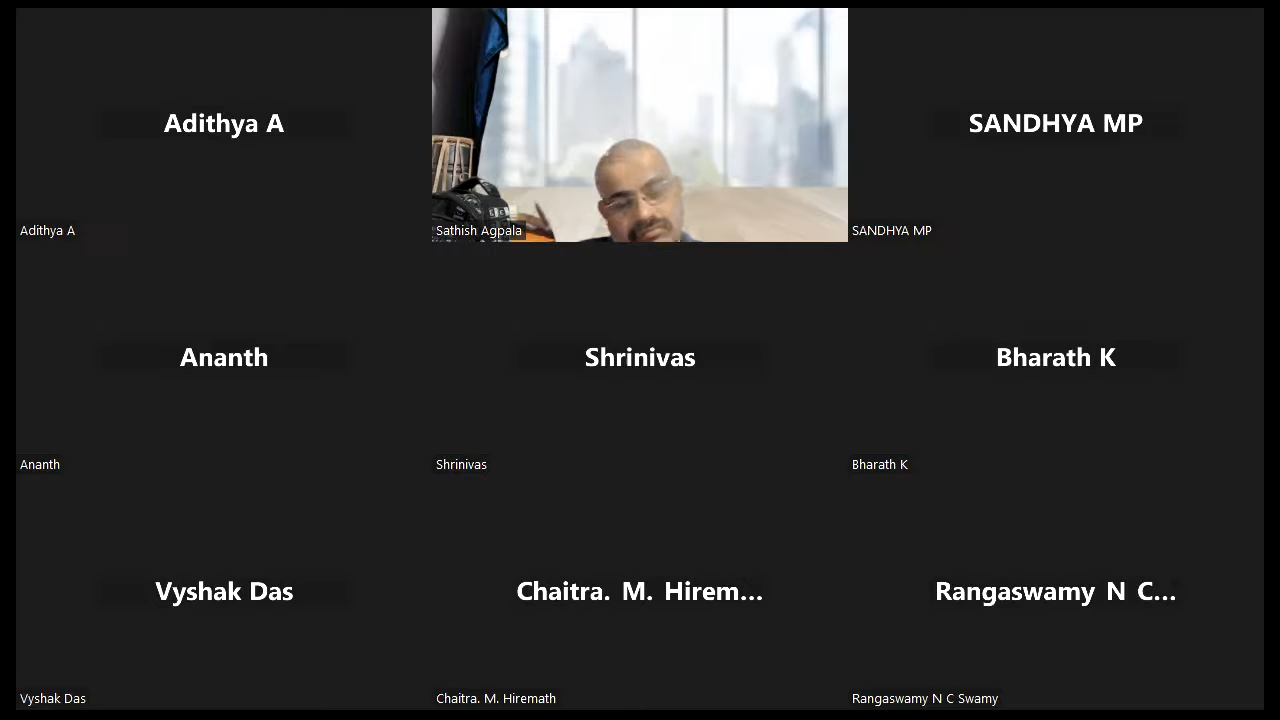 Adithya A
Adithya A
Sathish Agpala
SANDHYA MP
SANDHYA MP
Ananth
Ananth
Shrinivas
Shrinivas
Bharath K
Bharath K
Vyshak Das
Vyshak Das
Chaitra. M. Hirem...
Chaitra. M. Hiremath
Rangaswamy N C...
Rangaswamy N C Swamy